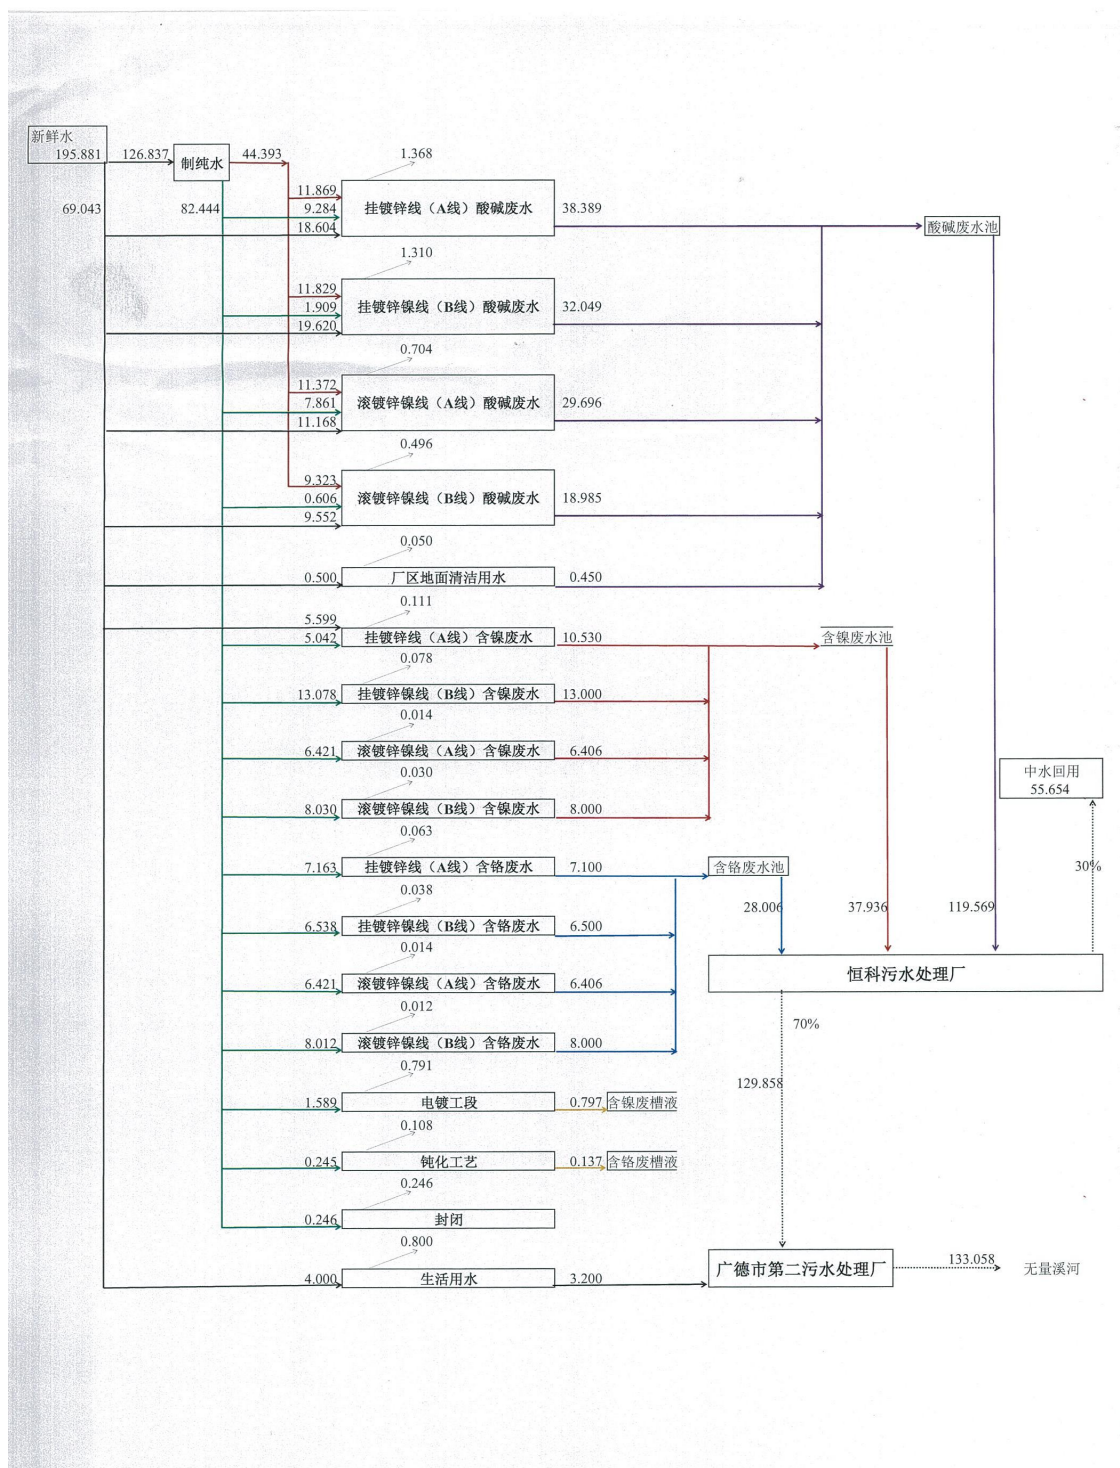 新鲜水
195.881 126.837 制纯水 44.393
69.043 82.444
1.368
11.869
9.284 挂镀锌线（A线）酸碱废水 38.389
18.604
酸碱废水池
1.310
11.829
1.909 挂镀锌镍线（B线）酸碱废水 32.049
19.620
0.704
11.372
7.861 滚镀锌镍线（A线）酸碱废水 29.696
11.168
0.496
9.323
0.606 滚镀锌镍线（B线）酸碱废水 18.985
9.552
0.050
0.500 厂区地面清洁用水 0.450
0.111
5.599
5.042 挂镀锌线（A线）含镍废水 10.530 含镍废水池
0.078
13.078 挂镀锌镍线（B线）含镍废水 13.000
0.014
6.421 滚镀锌镍线（A线）含镍废水 6.406
0.030
8.030 滚镀锌镍线（B线）含镍废水 8.000
中水回用
55.654
0.063
7.163 挂镀锌线（A线）含铬废水 7.100 含铬废水池
30%
0.038
28.006 37.936 119.569
6.538 挂镀锌镍线（B线）含铬废水 6.500
0.014
6.421 滚镀锌镍线（A线）含铬废水 6.406
恒科污水处理厂
0.012
8.012 滚镀锌镍线（B线）含铬废水 8.000
70%
0.791
129.858
1.589 电镀工段 0.797 含镍废槽液
0.108
0.245 钝化工艺 0.137 含铬废槽液
0.246
0.246 封闭
0.800
4.000 生活用水 3.200
广德市第二污水处理厂 133.058 无量溪河